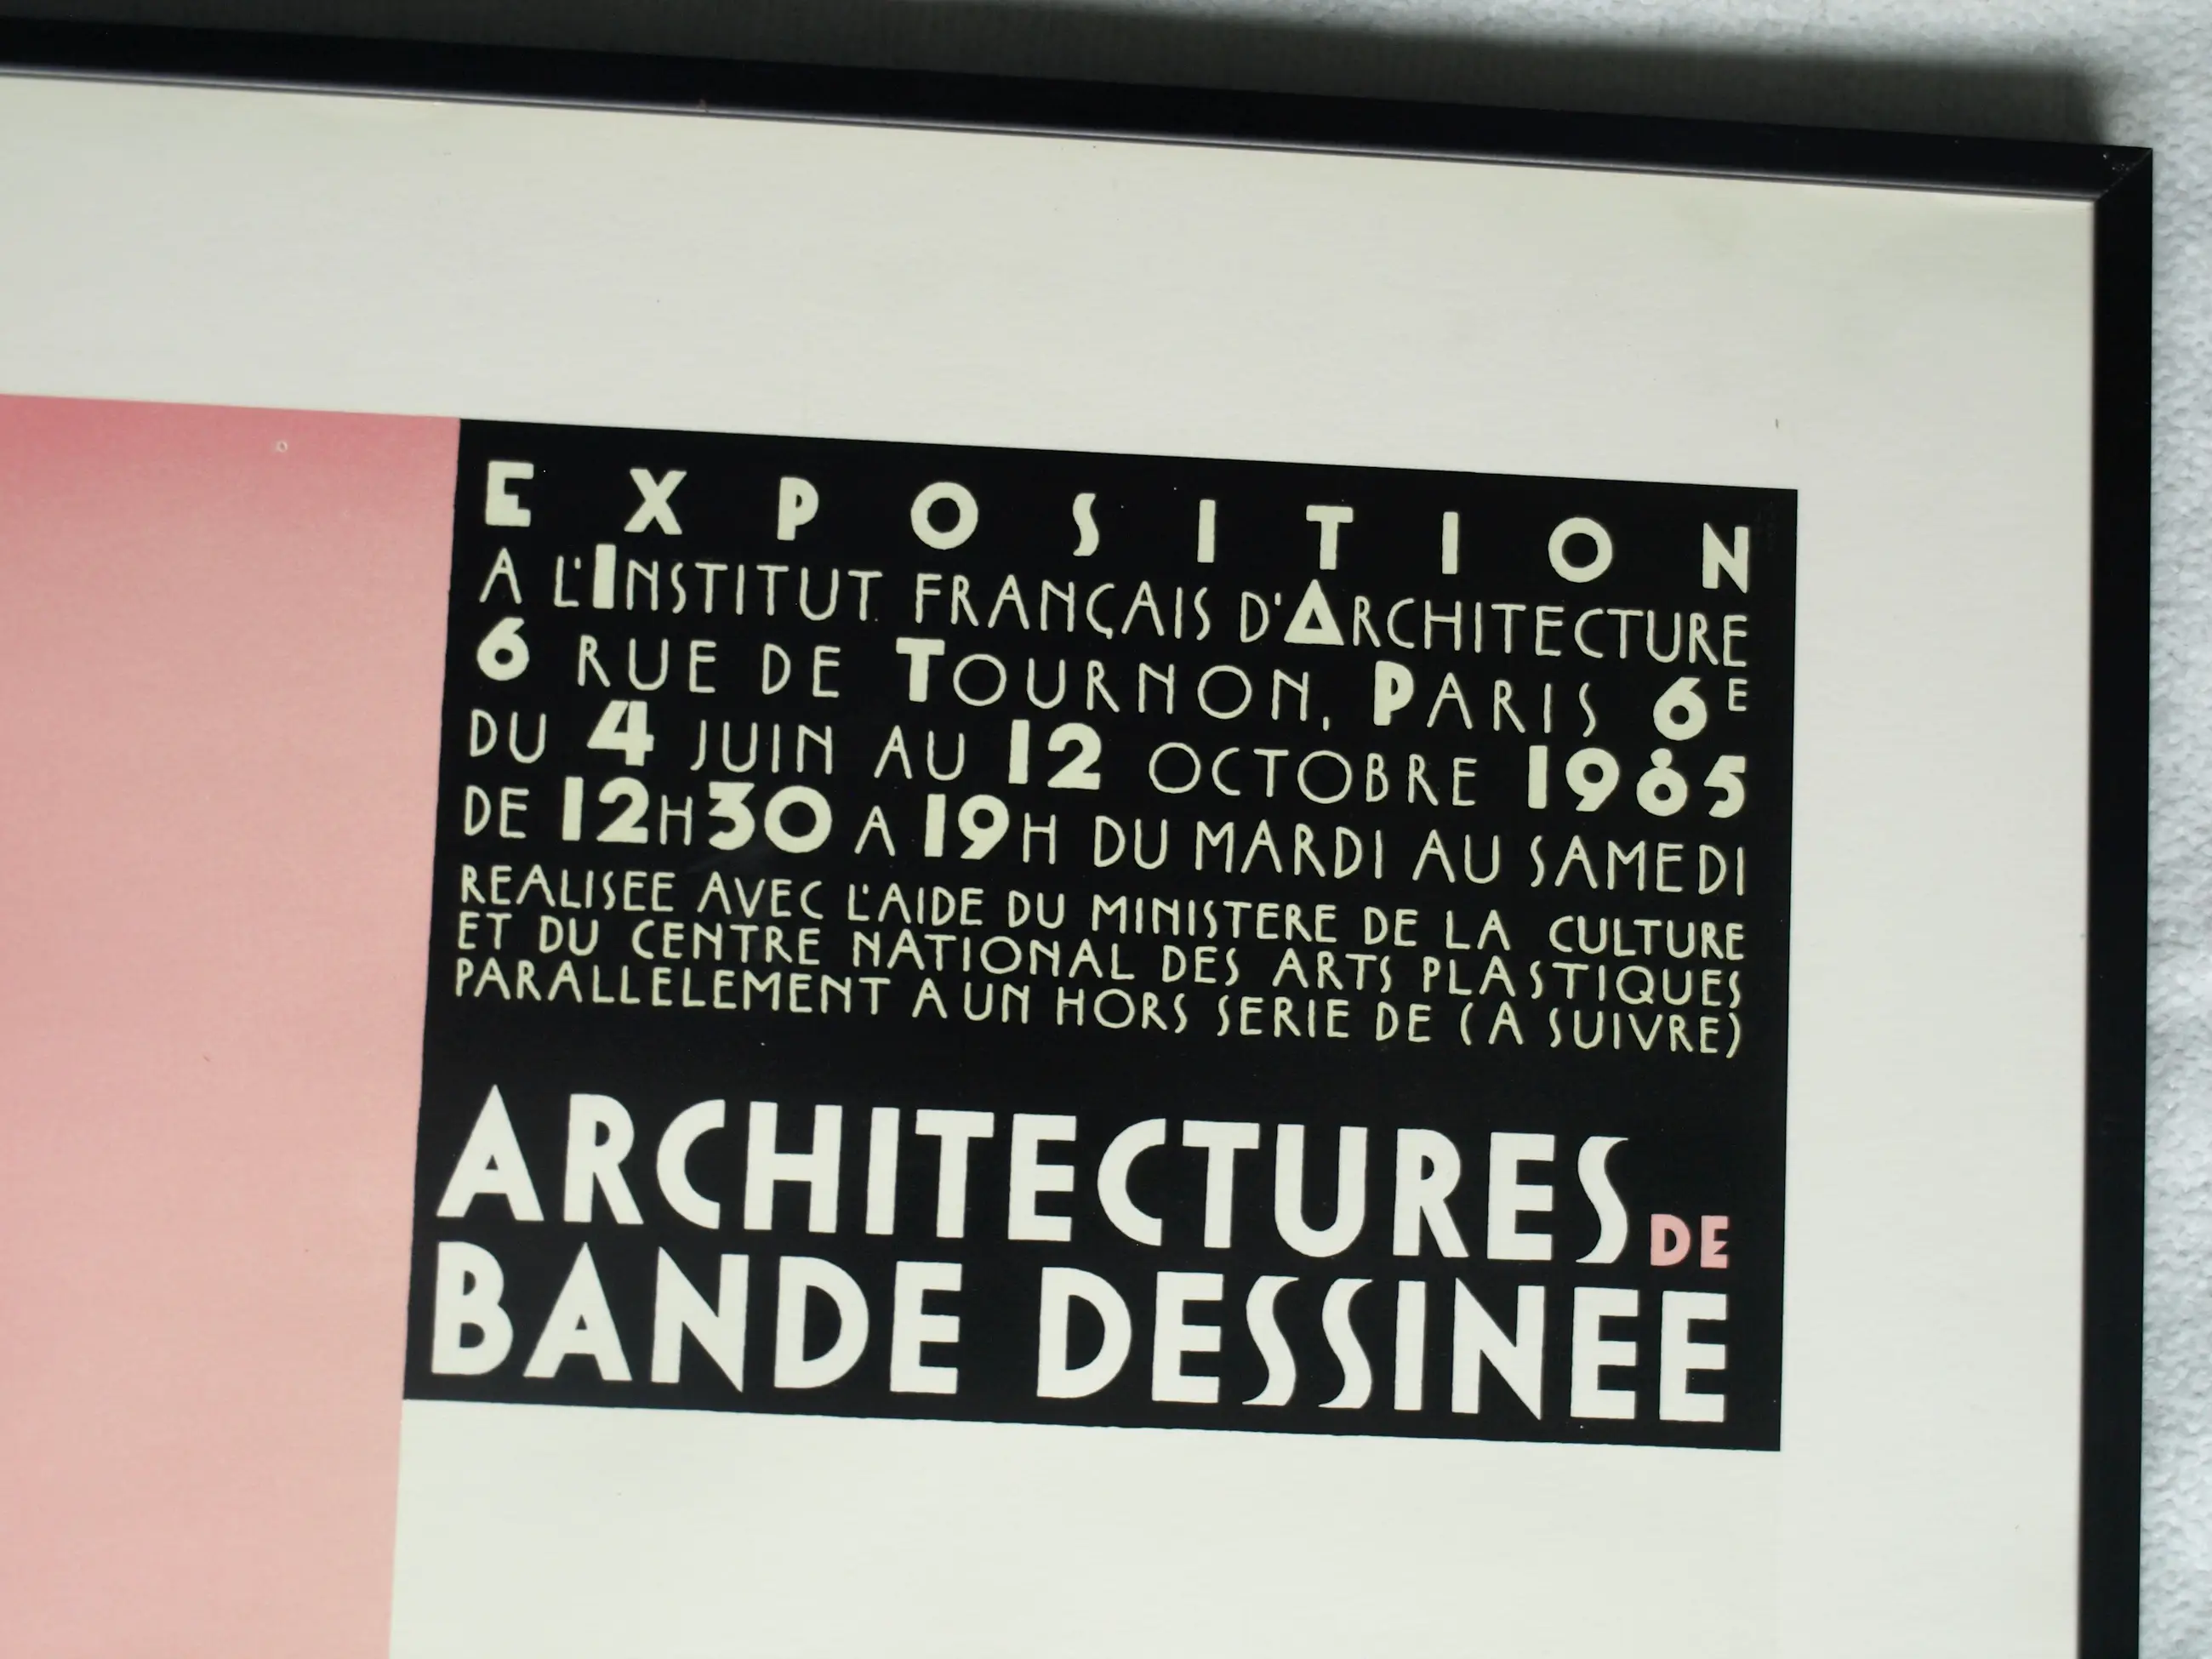 EXPOSITION
A L'INSTITUT FRANÇAIS D'ARCHITECTURE
6 RUE DE TOURNON, PARIS 6E
DU 4 JUIN AU 12 OCTOBRE 1985
DE 12H30 A 19H DU MARDI AU SAMEDI
REALISEE AVEC L'AIDE DU MINISTERE DE LA CULTURE
ET DU CENTRE NATIONAL DES ARTS PLASTIQUES
PARALLELEMENT A UN HORS SERIE DE (A SUIVRE)
ARCHITECTURES DE
BANDE DESSINEE